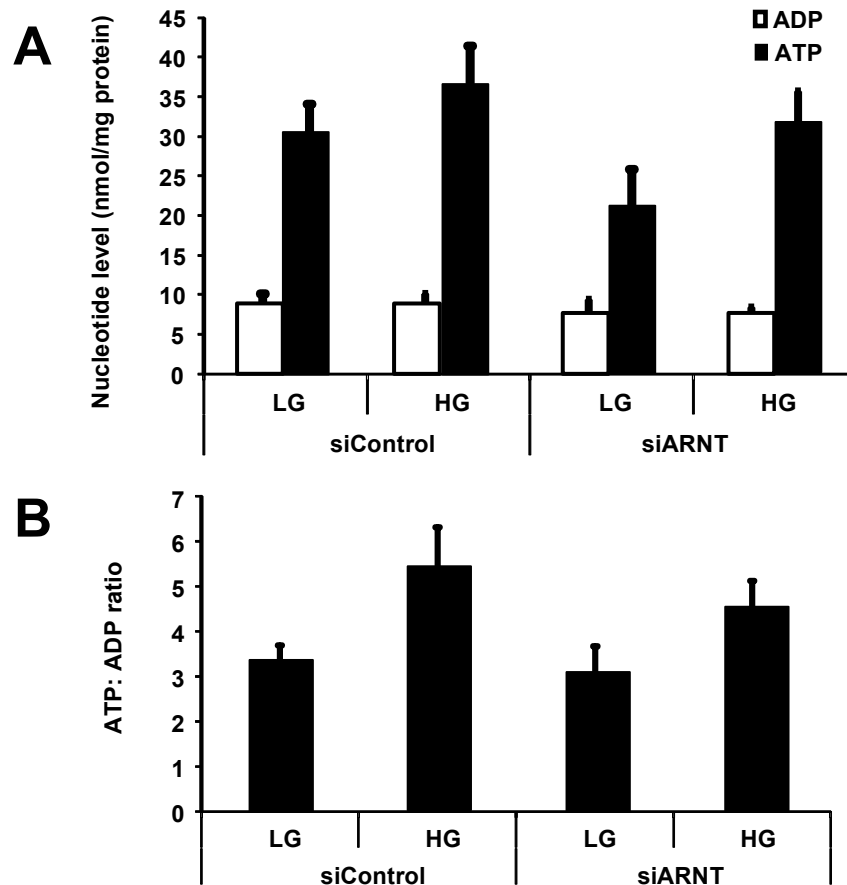 A
Nucleotide level (nmol/mg protein)
45
40
35
30
25
20
15
10
5
0
ADP
ATP
LG HG LG HG
siControl siARNT
B
ATP: ADP ratio
7
6
5
4
3
2
1
0
LG HG LG HG
siControl siARNT